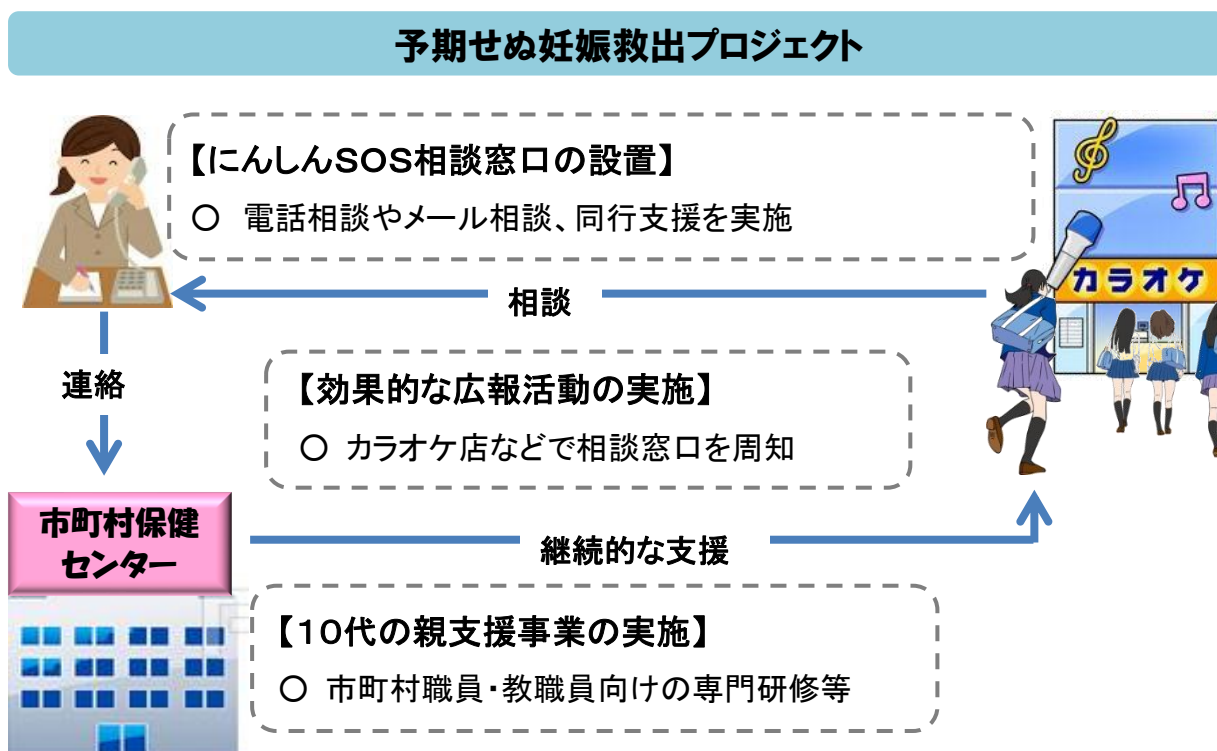 予期せぬ妊娠救出プロジェクト
【にんしんSOS相談窓口の設置】
○ 電話相談やメール相談、同行支援を実施
カラオケ
相談
連絡
【効果的な広報活動の実施】
○ カラオケ店などで相談窓口を周知
市町村保健
センター
継続的な支援
【10代の親支援事業の実施】
○ 市町村職員・教職員向けの専門研修等